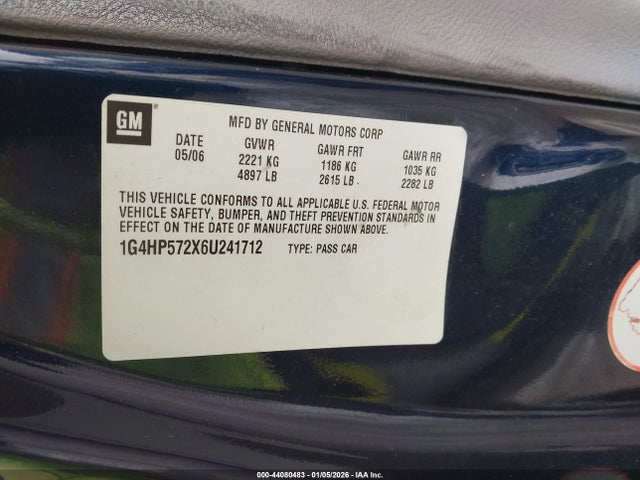 GM ®
MFD BY GENERAL MOTORS CORP
DATE GVWR GAWR FRT GAWR RR
05/06 2221 KG 1186 KG 1035 KG
4897 LB 2615 LB 2282 LB
THIS VEHICLE CONFORMS TO ALL APPLICABLE U.S. FEDERAL MOTOR
VEHICLE SAFETY, BUMPER, AND THEFT PREVENTION STANDARDS IN
EFFECT ON THE DATE OF MANUFACTURE SHOWN ABOVE.
1G4HP572X6U241712 TYPE: PASS CAR
000-44080483 - 01/05/2026 - IAA Inc.